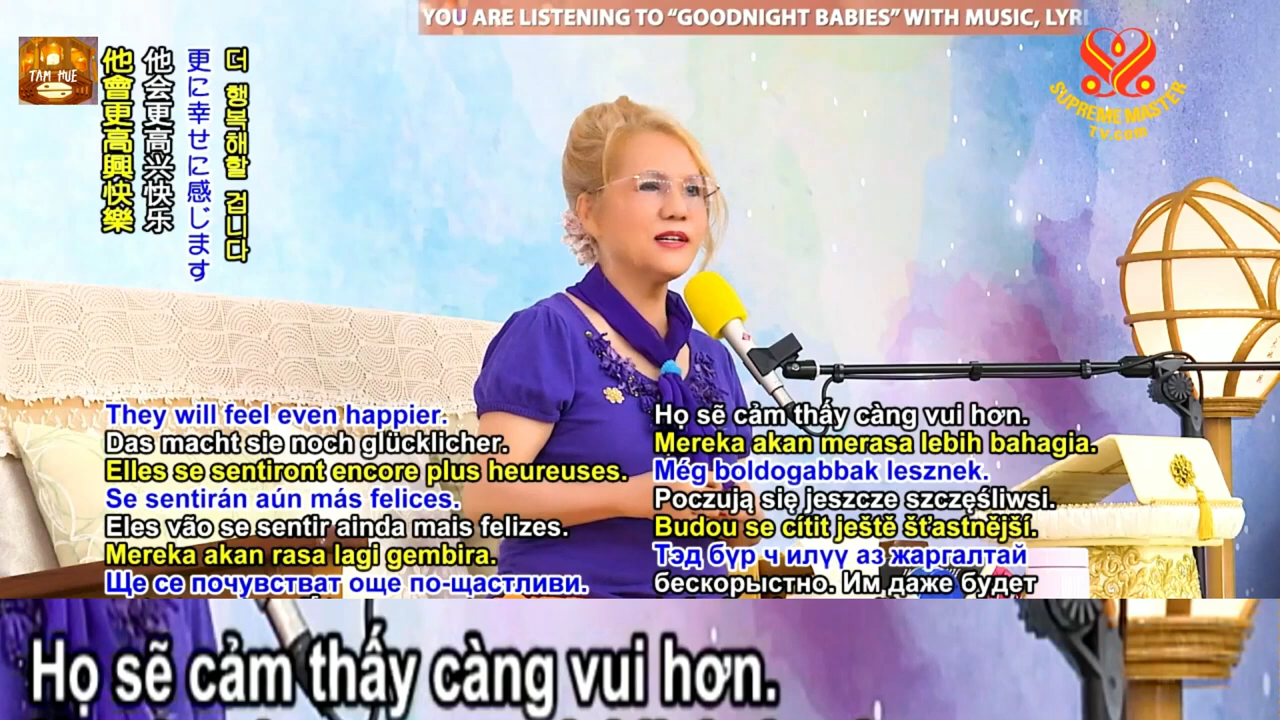 YOU ARE LISTENING TO “GOODNIGHT BABIES” WITH MUSIC, LYRI
TAM HUE
SUPREME MASTER
TV.com
더 행복해할 겁니다
更に幸せに感じます
他会更高兴快乐
他會更高興快樂
They will feel even happier.
Das macht sie noch glücklicher.
Elles se sentiront encore plus heureuses.
Se sentirán aún más felices.
Eles vão se sentir ainda mais felizes.
Mereka akan rasa lagi gembira.
Ще се почувстват още по-щастливи.
Họ sẽ cảm thấy càng vui hơn.
Mereka akan merasa lebih bahagia.
Még boldogabbak lesznek.
Poczują się jeszcze szczęśliwsi.
Budou se cítit ještě šťastnější.
Тэд бүр ч илүү аз жаргалтай
бескорыстно. Им даже будет
Họ sẽ cảm thấy càng vui hơn.